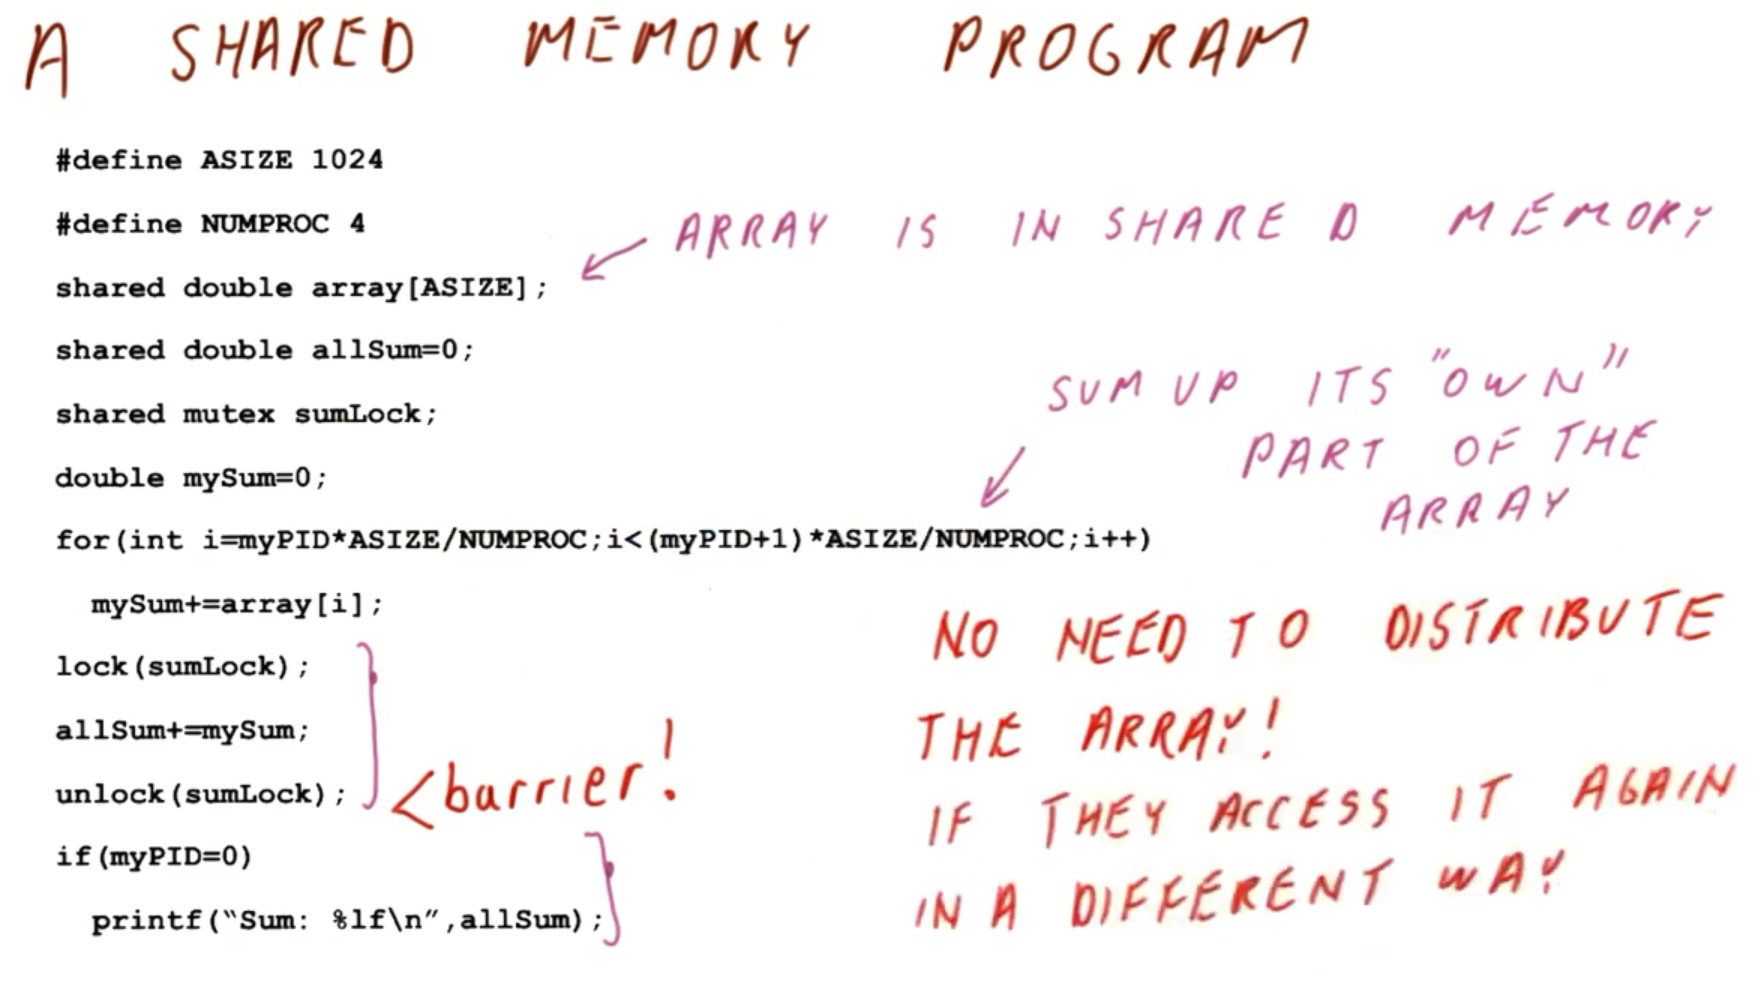 A SHARED MEMORY PROGRAM
#define ASIZE 1024
#define NUMPROC 4
ARRAY IS IN SHARED MEMORY
shared double array[ASIZE];
shared double allSum=0;
shared mutex sumLock;
SUM UP ITS "OWN"
PART OF THE
ARRAY
double mySum=0;
for(int i=myPID*ASIZE/NUMPROC;i<(myPID+1)*ASIZE/NUMPROC;i++)
mySum+=array[i];
NO NEED TO DISTRIBUTE
THE ARRAY!
IF THEY ACCESS IT AGAIN
IN A DIFFERENT WAY
lock(sumLock);
allSum+=mySum;
unlock(sumLock);
<barrier!
if(myPID=0)
printf(“Sum: %lf\n”,allSum);